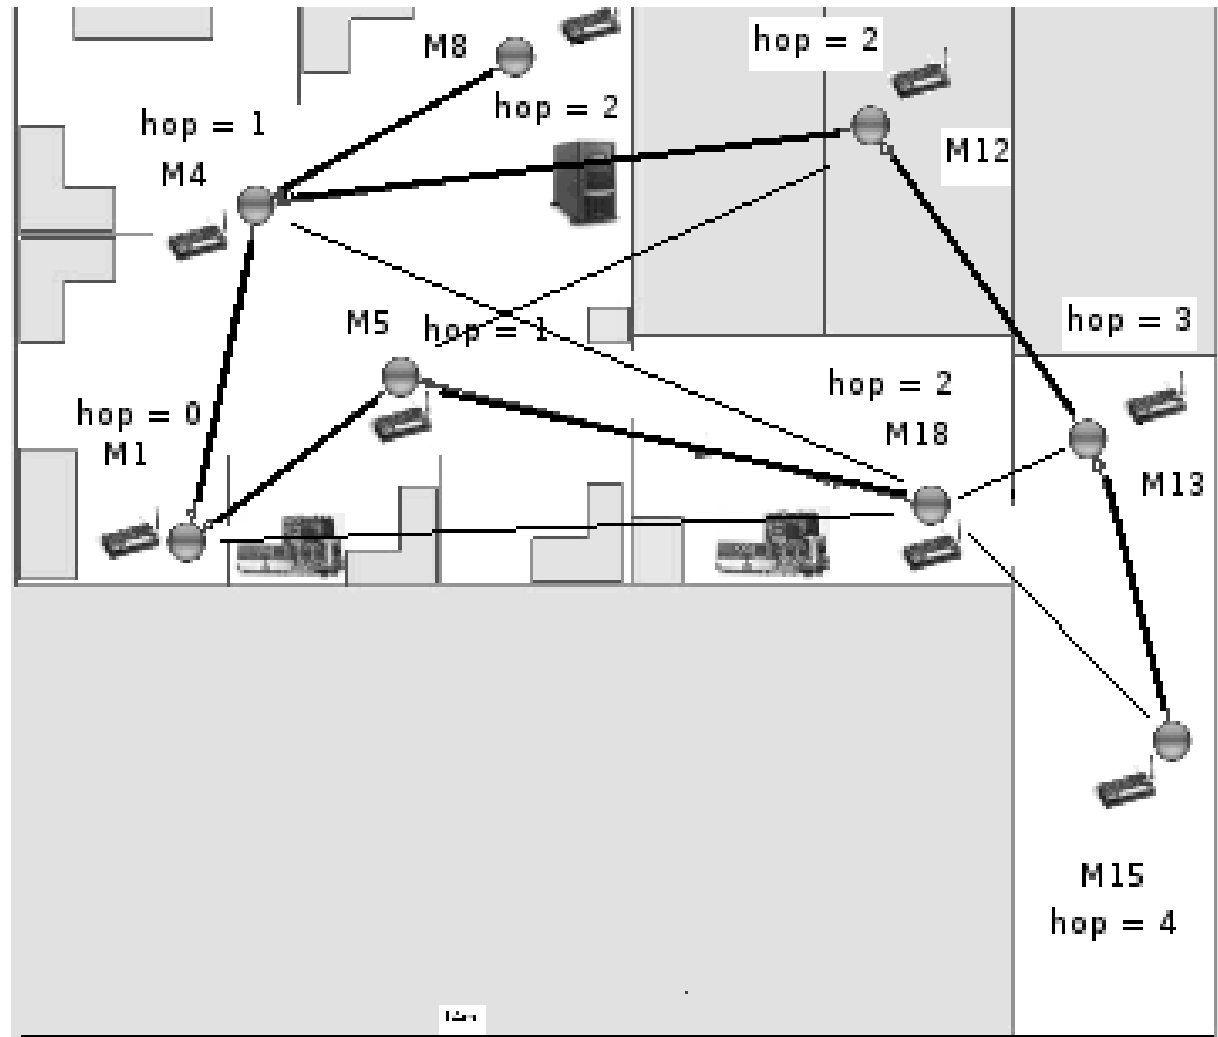 M8
hop = 2
hop = 2
hop = 1
M4
M12
M5
hop = 1
hop = 3
hop = 2
hop = 0
M18
M1
M13
M15
hop = 4